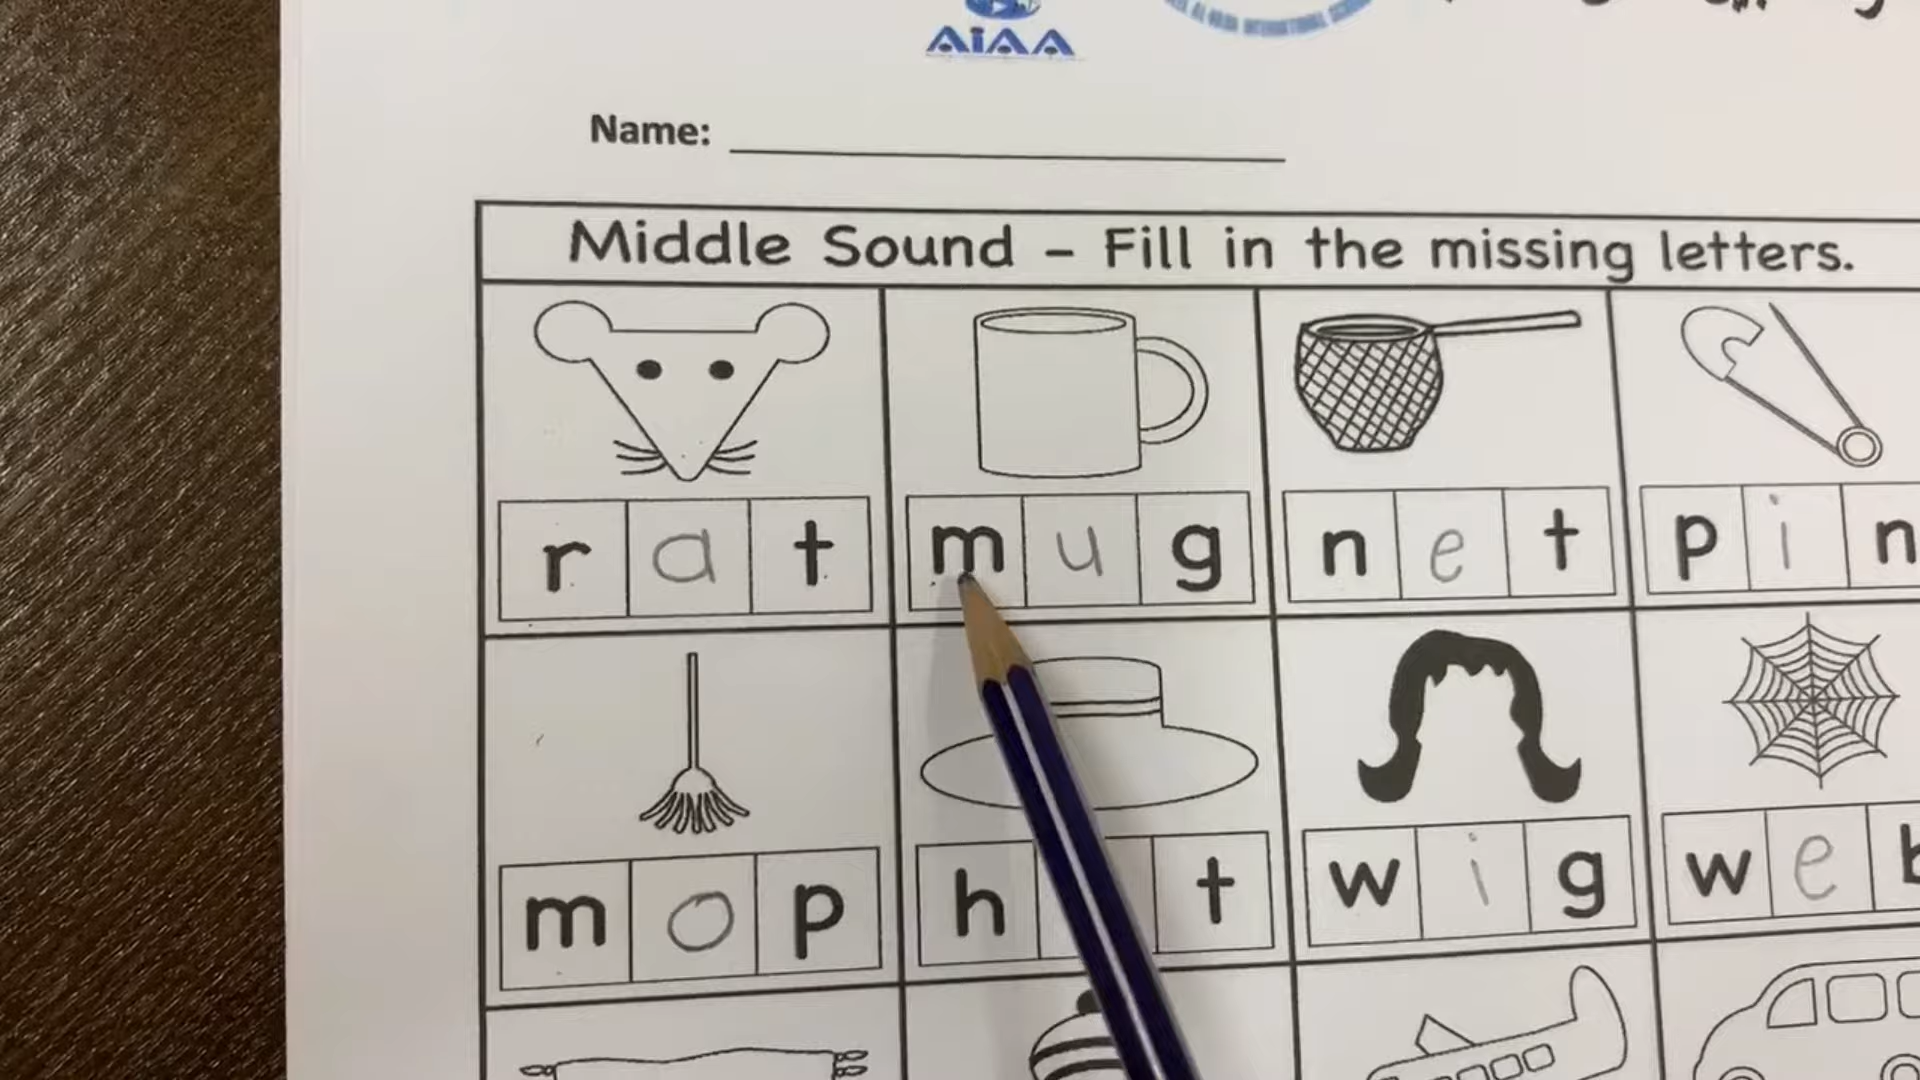 AiAA
Name:
Middle Sound – Fill in the missing letters.
r a t m u g n e t p i n
m o p h t w i g w e